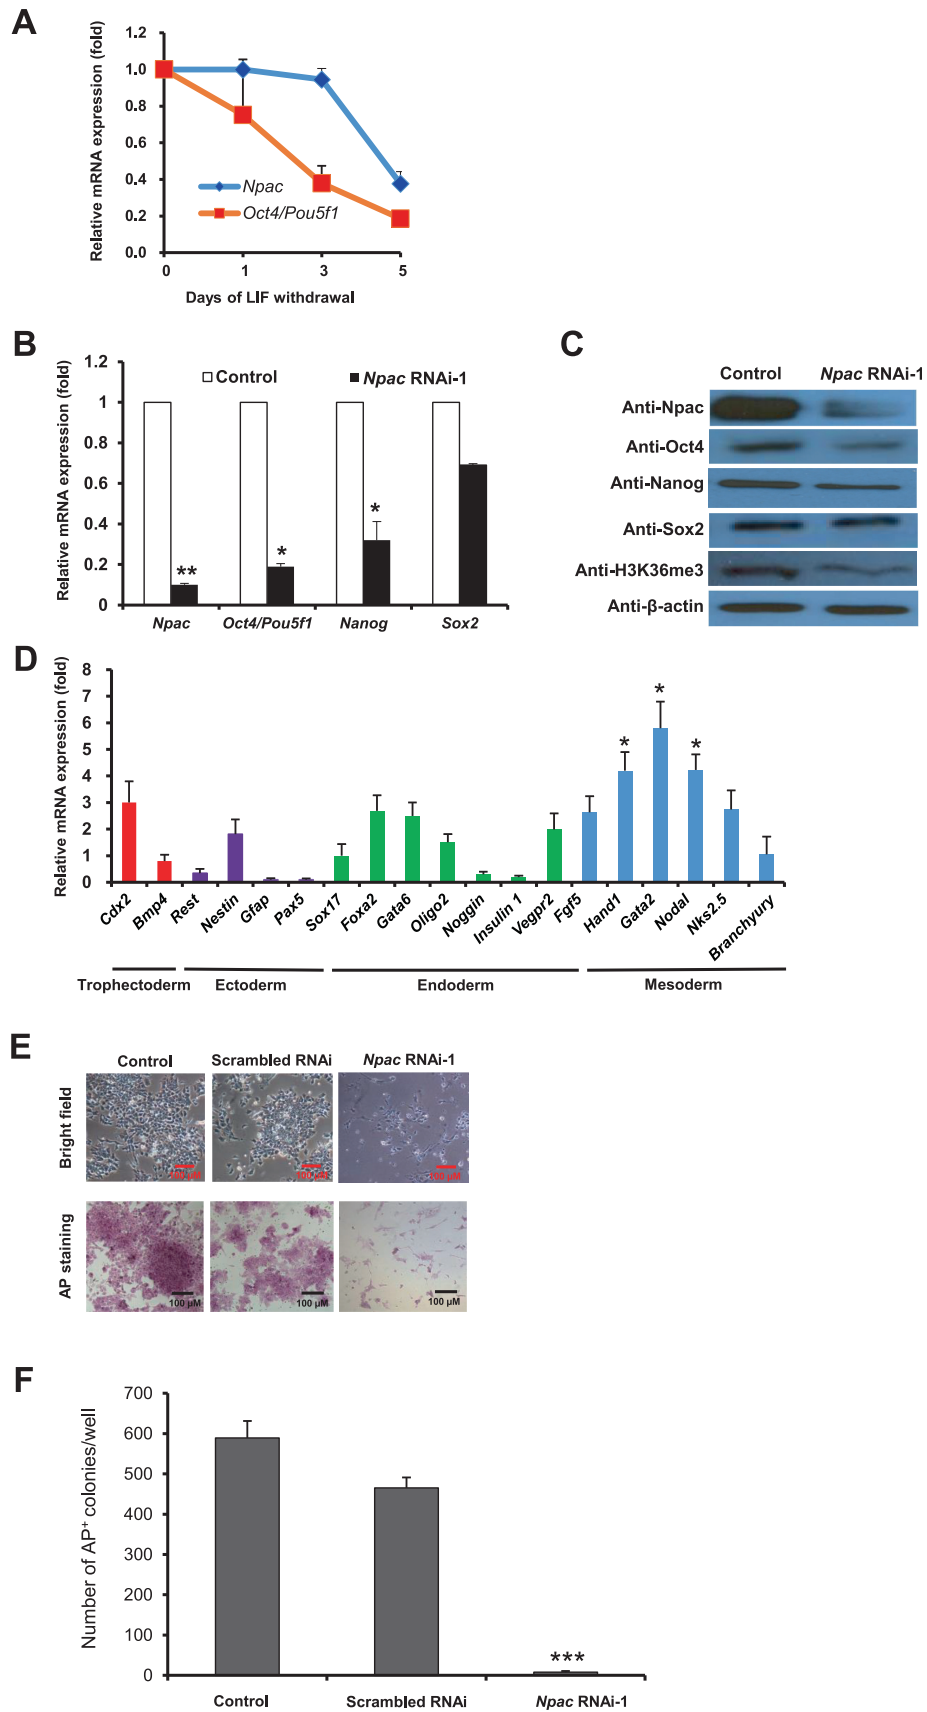 A
Relative mRNA expression (fold)
1.2
1.0
0.8
0.6
0.4
0.2
0.0
Npac
Oct4/Pou5f1
0 1 3 5
Days of LIF withdrawal
B
Relative mRNA expression (fold)
1.2
1
0.8
0.6
0.4
0.2
0
Control Npac RNAi-1
** * *
Npac Oct4/Pou5f1 Nanog Sox2
C
Control Npac RNAi-1
Anti-Npac
Anti-Oct4
Anti-Nanog
Anti-Sox2
Anti-H3K36me3
Anti-β-actin
D
Relative mRNA expression (fold)
8
7
6
5
4
3
2
1
0
* * *
Cdx2 Bmp4 Rest Nestin Gfap Pax5 Sox17 Foxa2 Gata6 Oligo2 Noggin Insulin 1 Vegpr2 Fgf5 Hand1 Gata2 Nodal Nks2.5 Branchyury
Trophectoderm Ectoderm Endoderm Mesoderm
E
Control Scrambled RNAi Npac RNAi-1
Bright field
100 µM 100 µM 100 µM
AP staining
100 µM 100 µM 100 µM
F
Number of AP+ colonies/well
700
600
500
400
300
200
100
0
***
Control Scrambled RNAi Npac RNAi-1